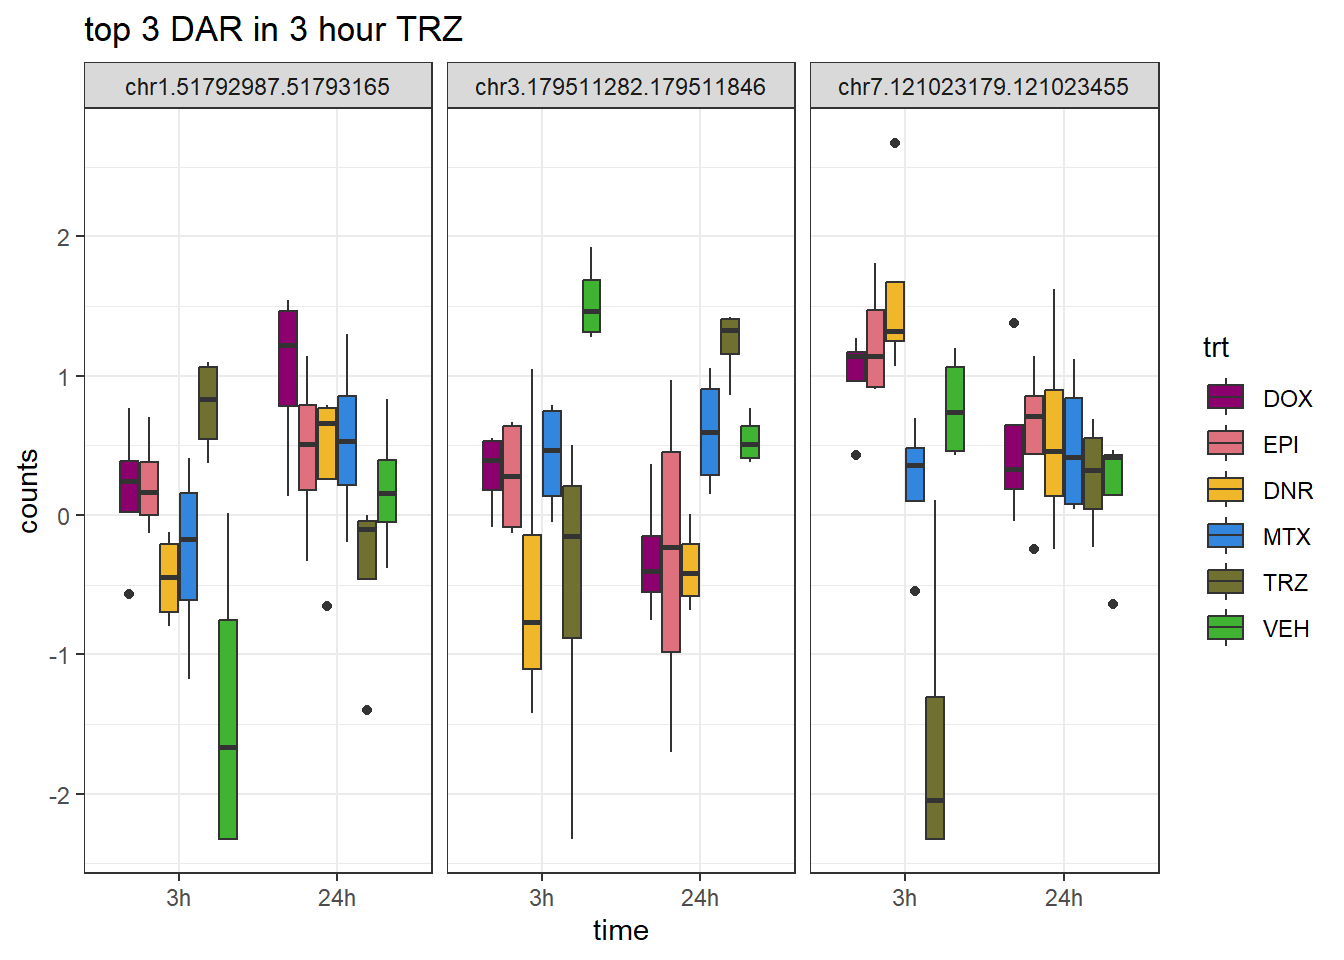 top 3 DAR in 3 hour TRZ
chr1.51792987.51793165
chr3.179511282.179511846
chr7.121023179.121023455
counts
2
1
0
-1
-2
3h
24h
3h
24h
3h
24h
time
trt
DOX
EPI
DNR
MTX
TRZ
VEH